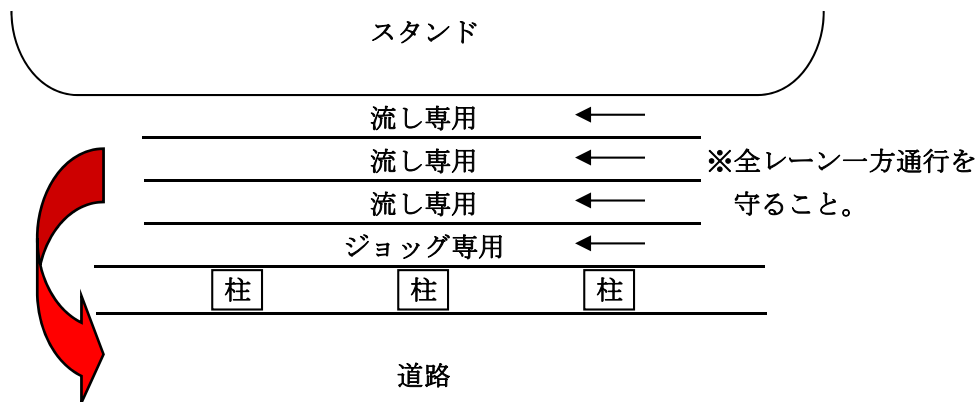 スタンド
流し専用
流し専用
※全レーン一方通行を
流し専用
守ること。
ジョッグ専用
柱 柱 柱
道路